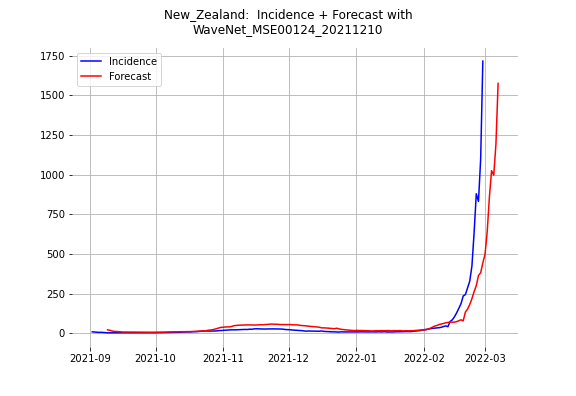 New_Zealand:  Incidence + Forecast with
WaveNet_MSE00124_20211210
Incidence
Forecast
1750
1500
1250
1000
750
500
250
0
2021-09 2021-10 2021-11 2021-12 2022-01 2022-02 2022-03